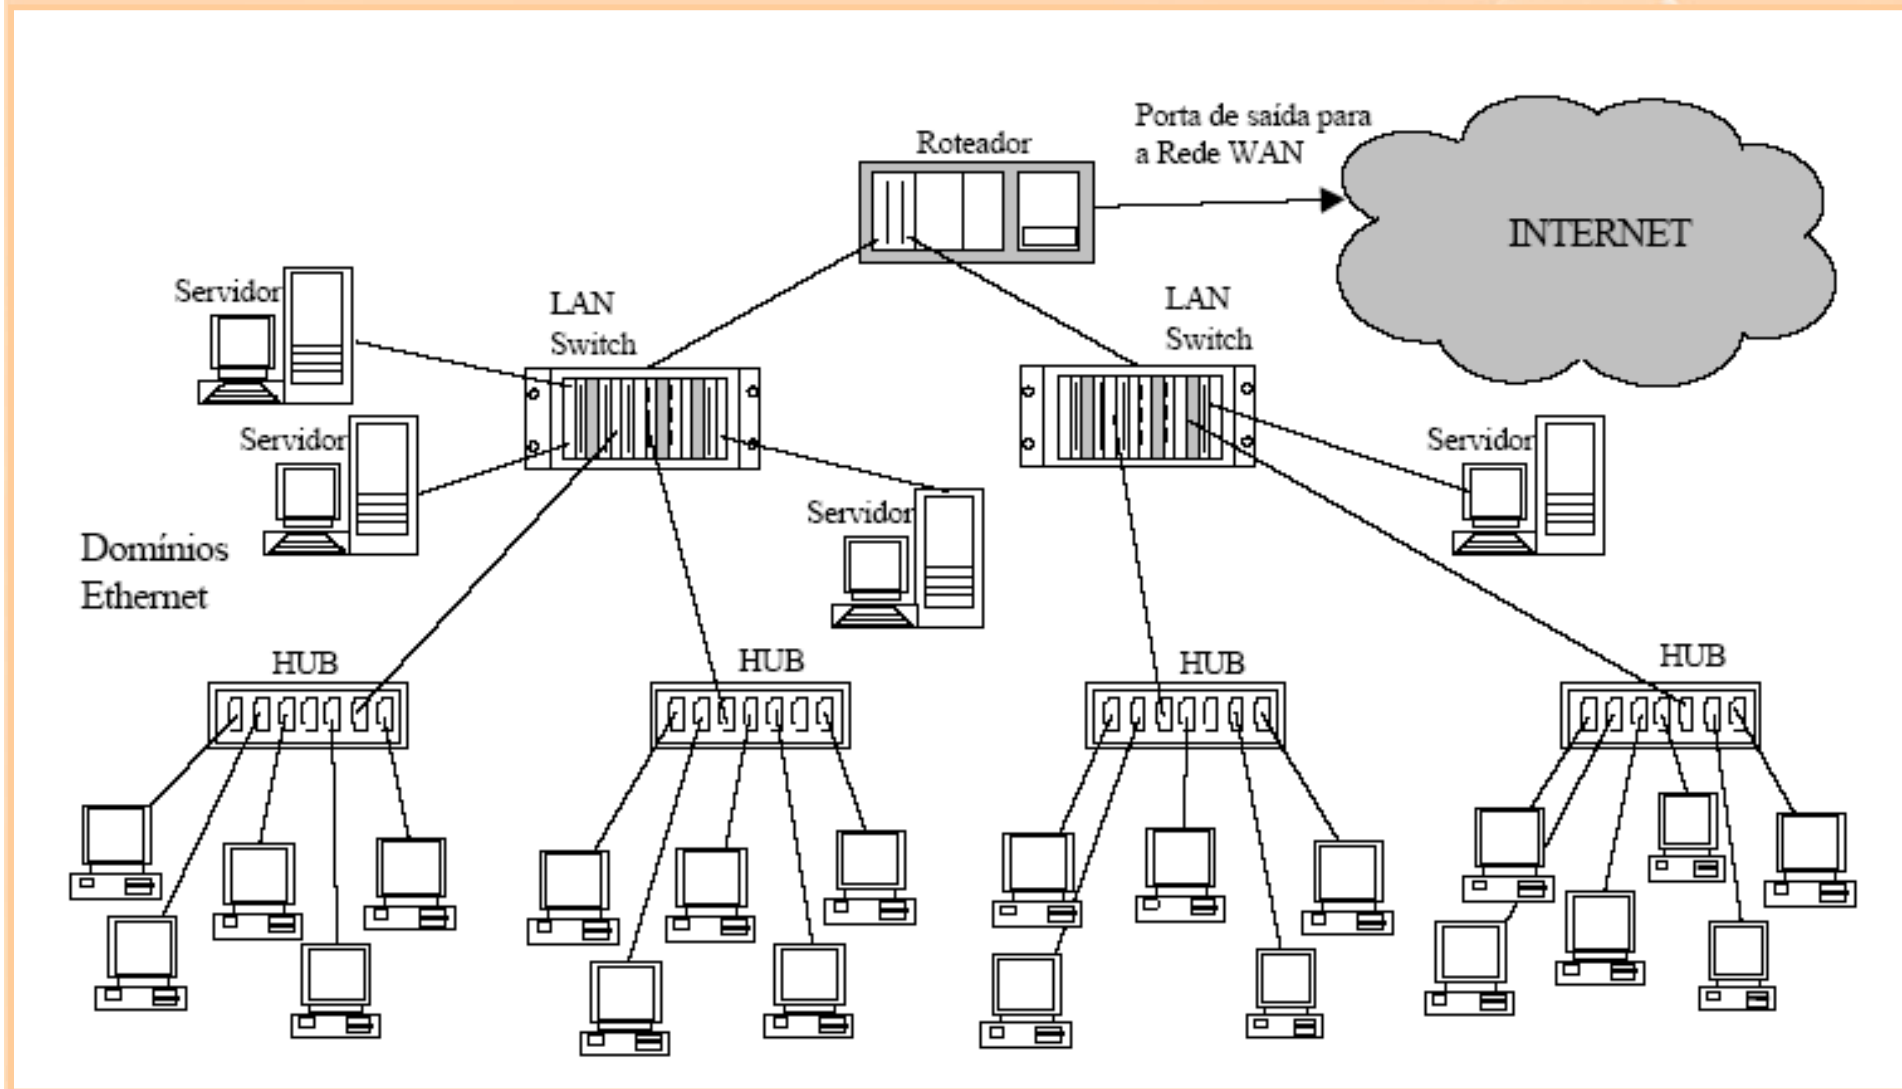 Porta de saída para
a Rede WAN
Roteador
INTERNET
Servidor
LAN
Switch
LAN
Switch
Servidor
Servidor
Servidor
Domínios
Ethernet
HUB
HUB
HUB
HUB